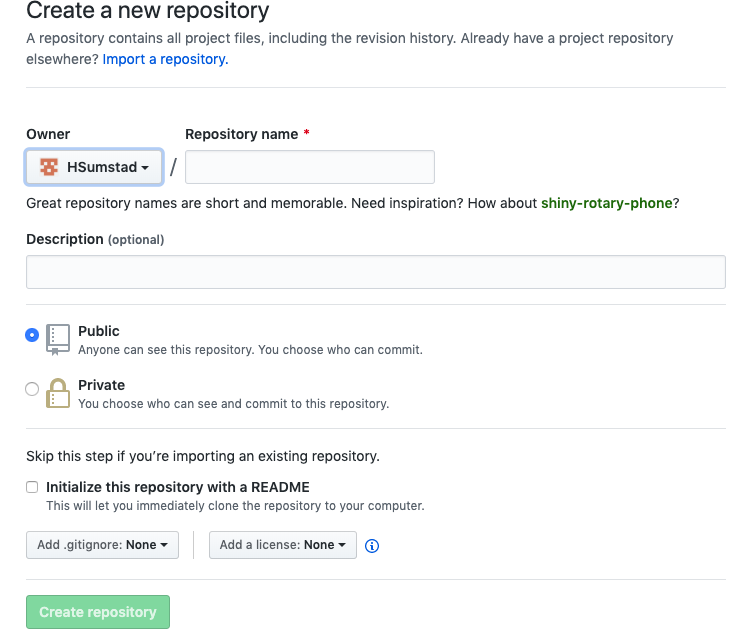 Create a new repository
A repository contains all project files, including the revision history. Already have a project repository
elsewhere? Import a repository.
Owner
Repository name *
HSumstad
/
Great repository names are short and memorable. Need inspiration? How about shiny-rotary-phone?
Description (optional)
Public
Anyone can see this repository. You choose who can commit.
Private
You choose who can see and commit to this repository.
Skip this step if you’re importing an existing repository.
Initialize this repository with a README
This will let you immediately clone the repository to your computer.
Add .gitignore: None
Add a license: None
Create repository